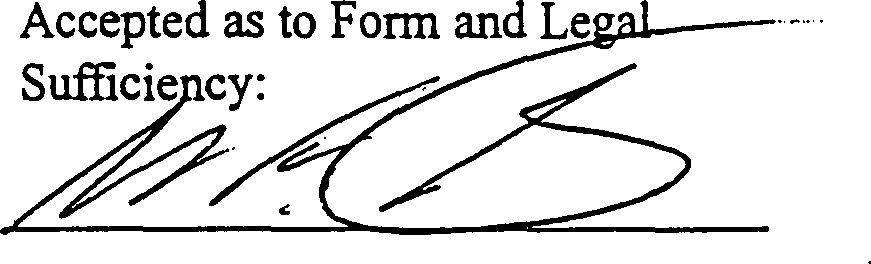 Accepted as to Form and Legal
Sufficiency: